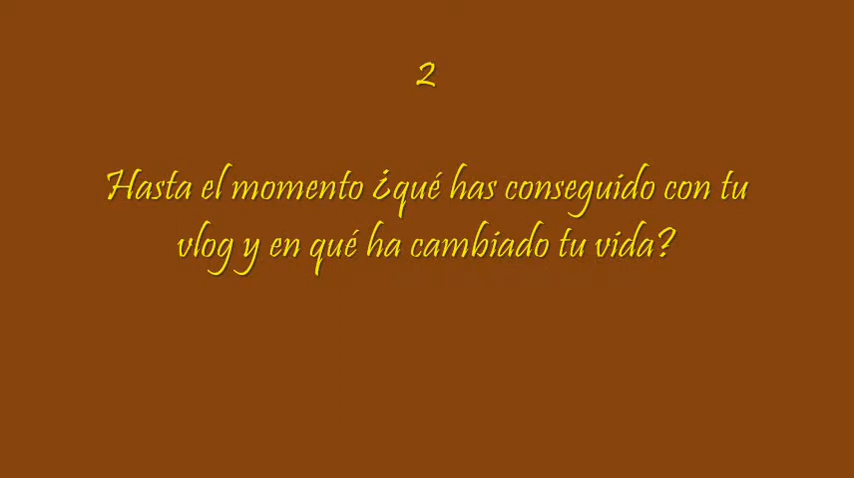 2
Hasta el momento ¿qué has conseguido con tu
vlog y en qué ha cambiado tu vida?